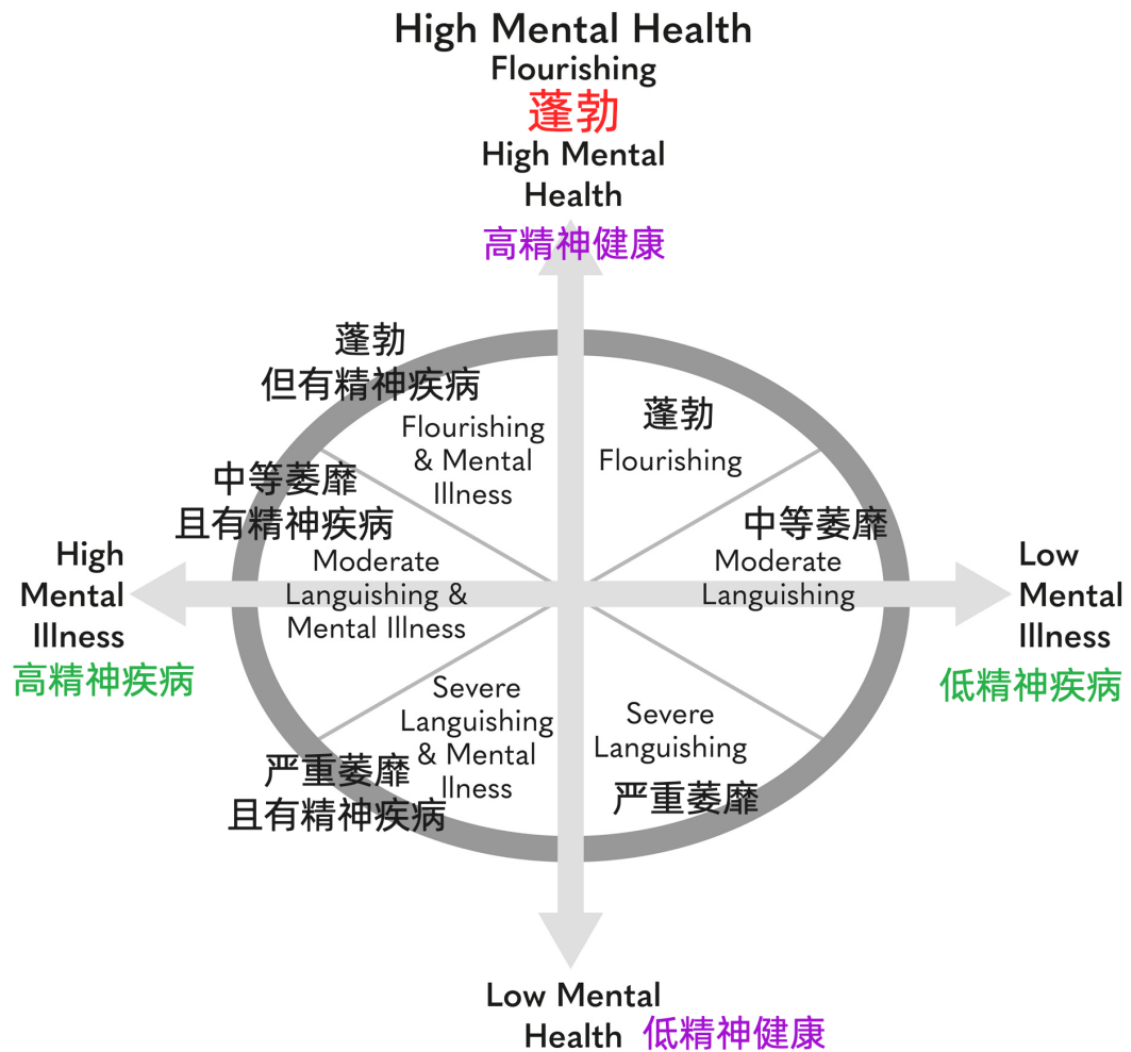 High Mental Health
Flourishing
蓬勃
High Mental
Health
高精神健康
蓬勃
但有精神疾病
Flourishing
& Mental
Illness
蓬勃
Flourishing
中等萎靡
且有精神疾病
Moderate
Languishing &
Mental Illness
中等萎靡
Moderate
Languishing
High
Mental
Illness
高精神疾病
Low
Mental
Illness
低精神疾病
Severe
Languishing
& Mental
llness
严重萎靡
且有精神疾病
Severe
Languishing
严重萎靡
Low Mental
Health 低精神健康